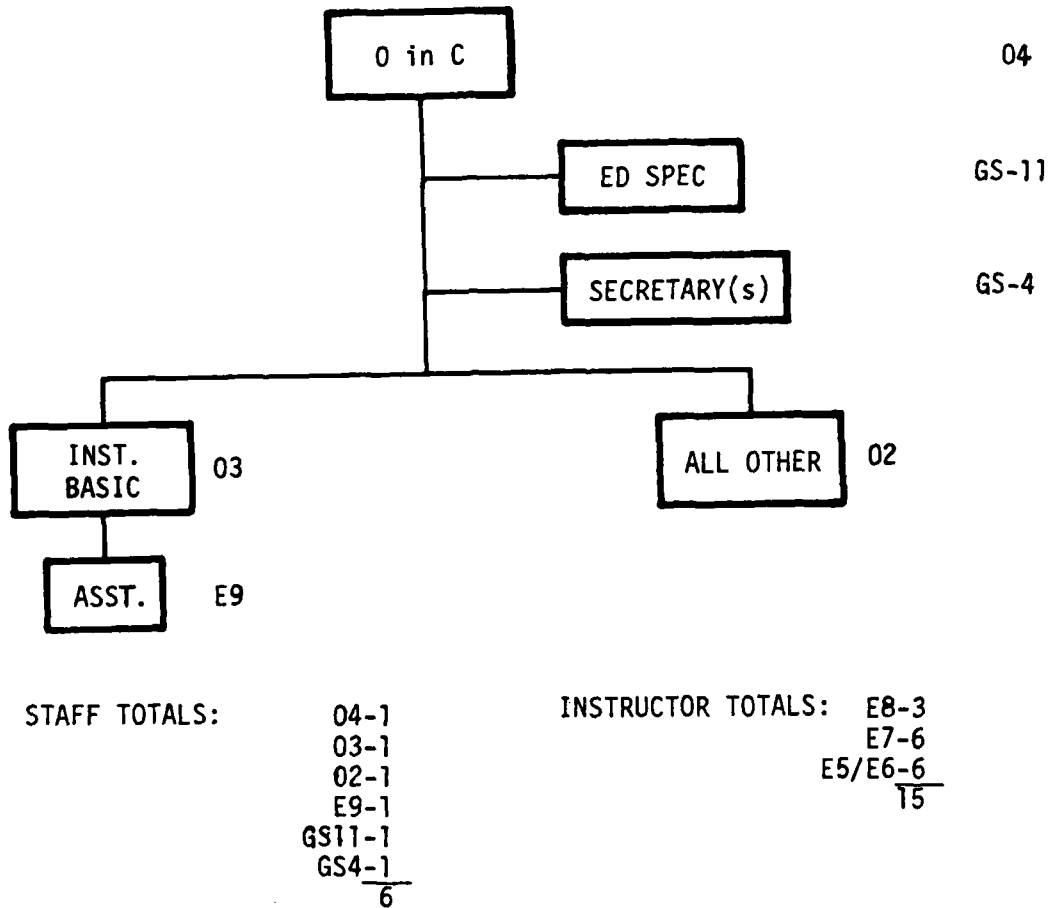 O in C
04
ED SPEC
GS-11
SECRETARY(s)
GS-4
INST.
BASIC
03
ALL OTHER
02
ASST.
E9
STAFF TOTALS:
04-1
03-1
02-1
E9-1
GS11-1
GS4-1
6
INSTRUCTOR TOTALS:
E8-3
E7-6
E5/E6-6
15